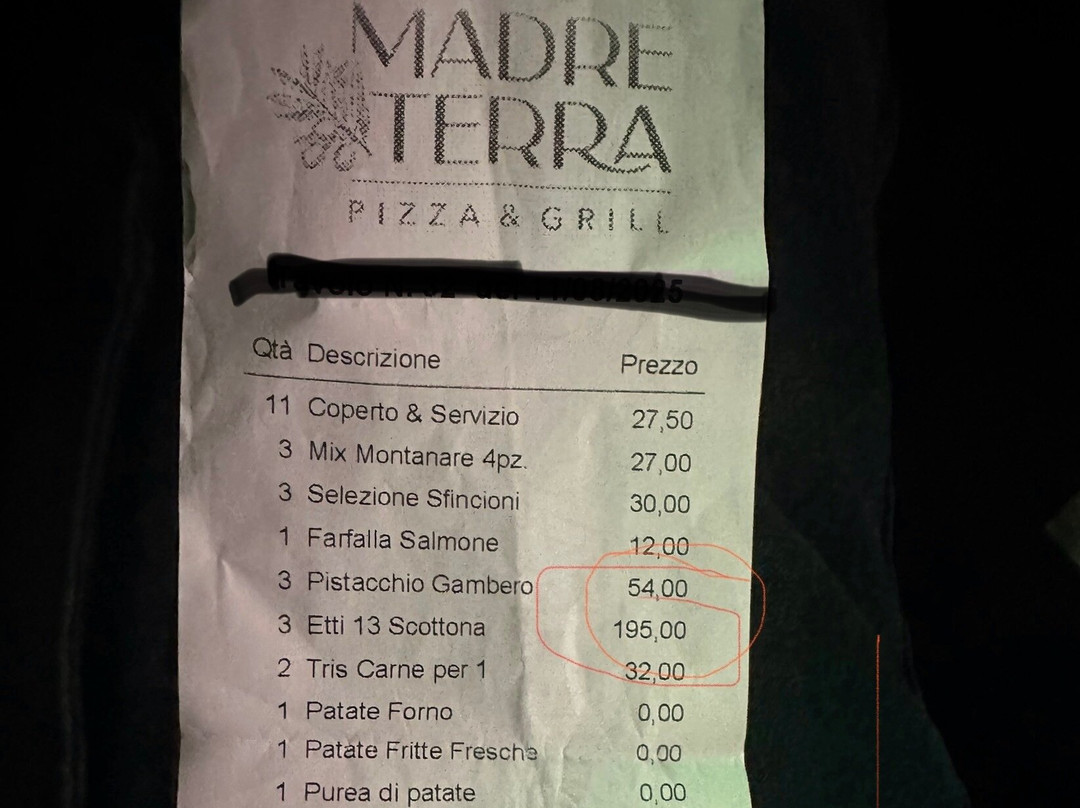 MADRE
TERRA
PIZZA & GRILL
Qtà Descrizione Prezzo
11 Coperto & Servizio 27,50
3 Mix Montanare 4pz. 27,00
3 Selezione Sfincioni 30,00
1 Farfalla Salmone 12,00
3 Pistacchio Gambero 54,00
3 Etti 13 Scottona 195,00
2 Tris Carne per 1 32,00
1 Patate Forno 0,00
1 Patate Fritte Fresche 0,00
1 Purea di patate 0,00